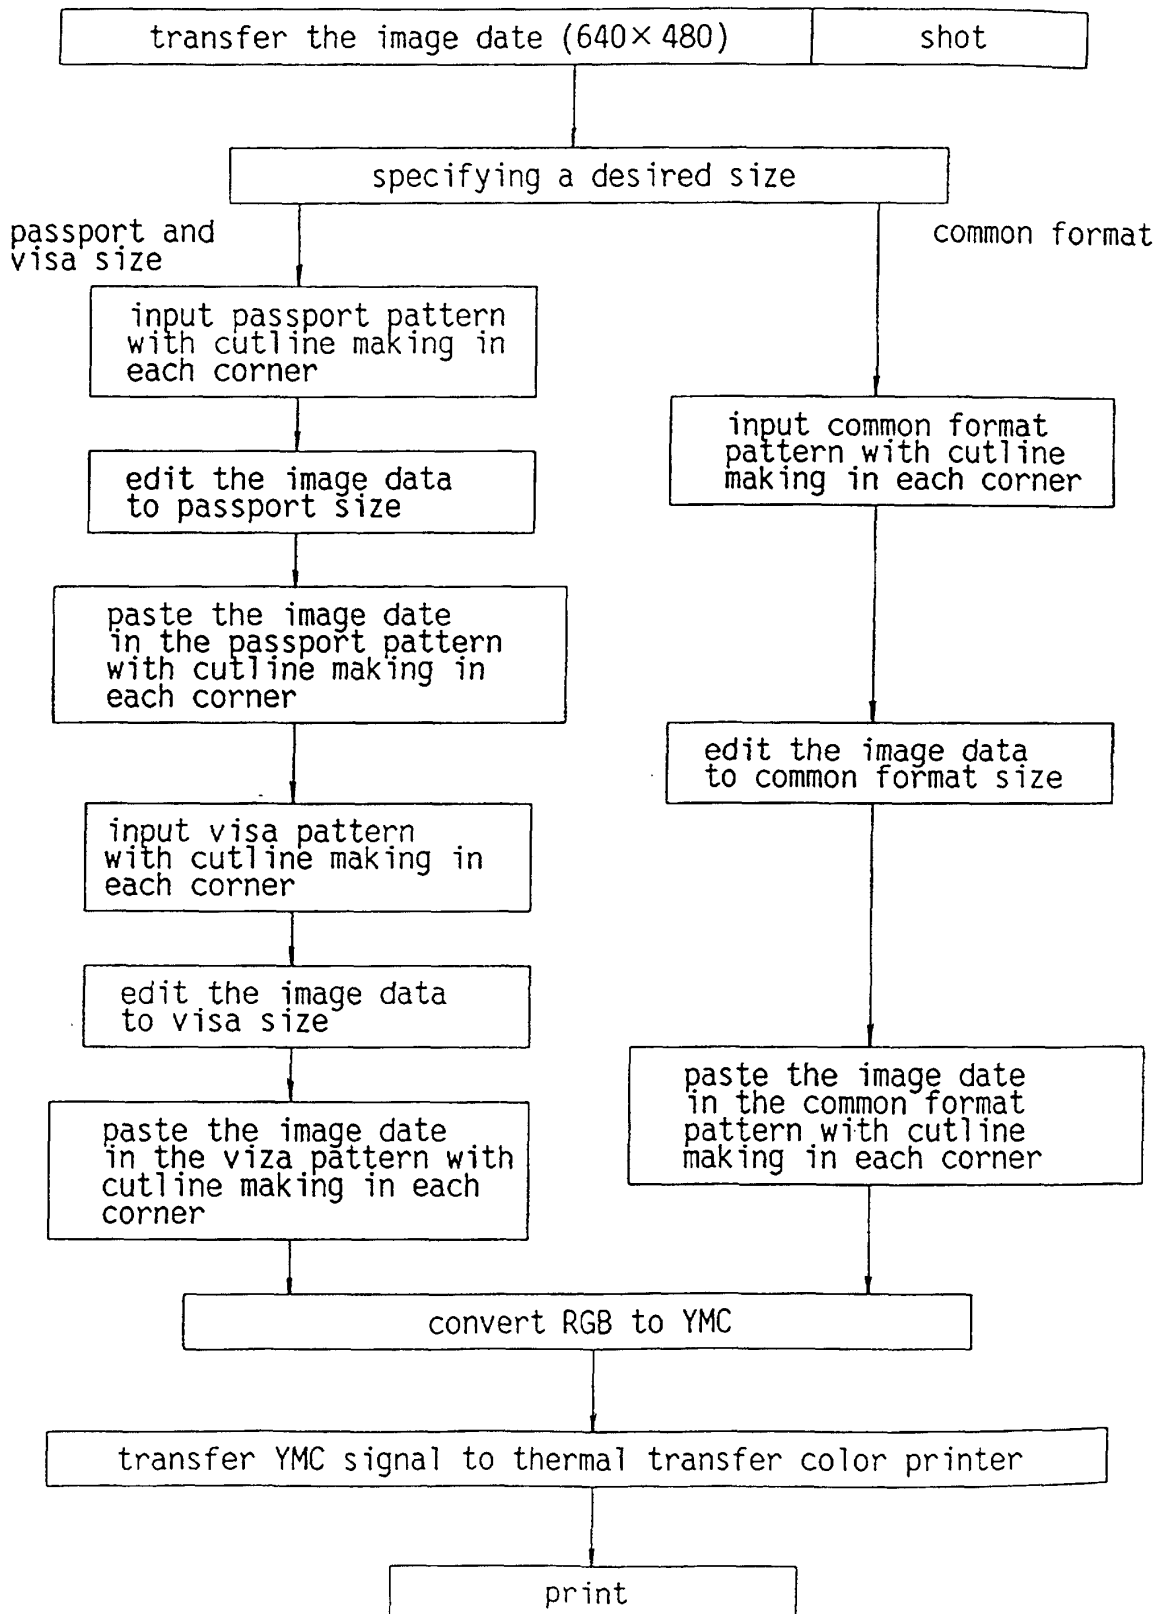 transfer the image date (640×480)
shot
specifying a desired size
passport and
visa size
common format
input passport pattern
with cutline making in
each corner
edit the image data
to passport size
paste the image date
in the passport pattern
with cutline making in
each corner
input visa pattern
with cutline making in
each corner
edit the image data
to visa size
paste the image date
in the viza pattern with
cutline making in each
corner
input common format
pattern with cutline
making in each corner
edit the image data
to common format size
paste the image date
in the common format
pattern with cutline
making in each corner
convert RGB to YMC
transfer YMC signal to thermal transfer color printer
print